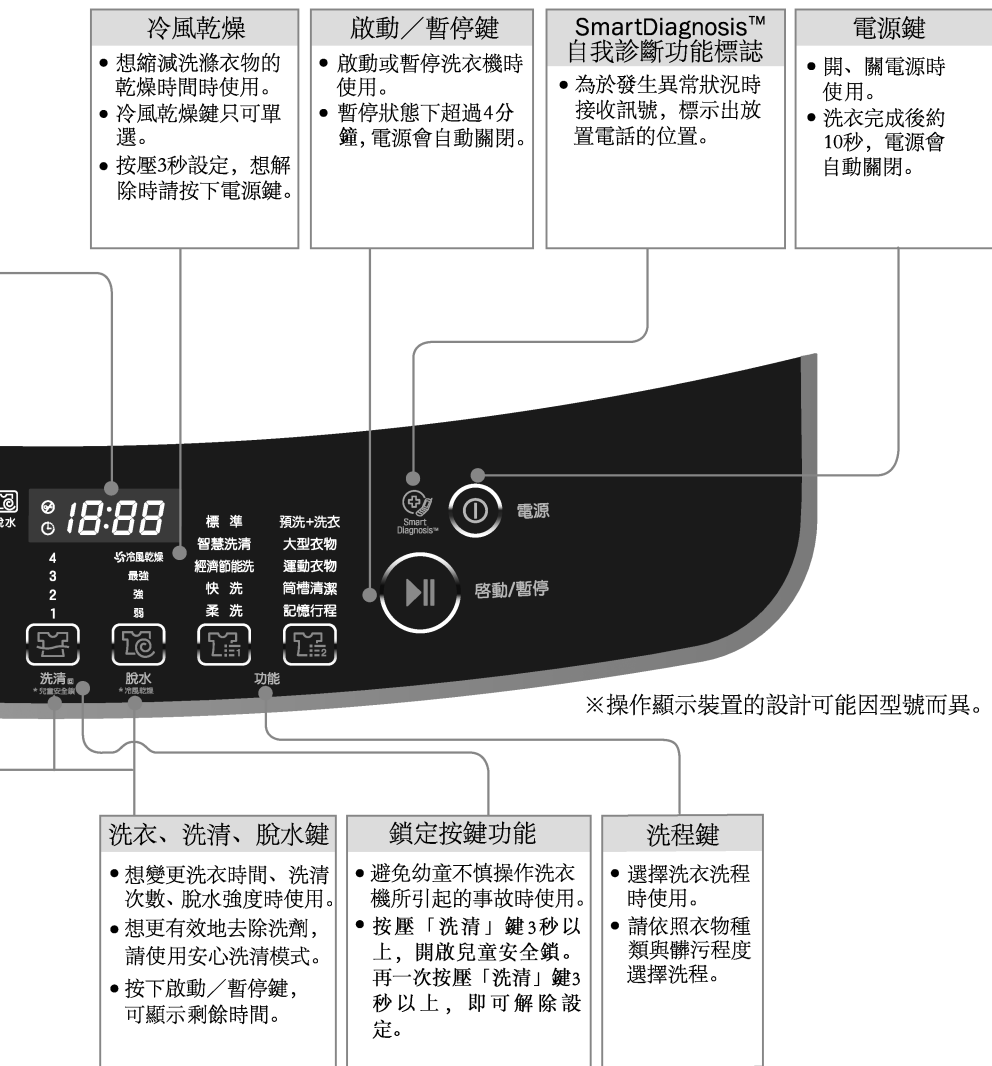 冷風乾燥
• 想縮減洗滌衣物的
乾燥時間時使用。
• 冷風乾燥鍵只可單
選。
• 按壓3秒設定，想解
除時請按下電源鍵。
啟動／暫停鍵
• 啟動或暫停洗衣機時
使用。
• 暫停狀態下超過4分
鐘，電源會自動關閉。
SmartDiagnosis™
自我診斷功能標誌
• 為於發生異常狀況時
接收訊號，標示出放
置電話的位置。
電源鍵
• 開、關電源時
使用。
• 洗衣完成後約
10秒，電源會
自動關閉。
18:88
水
4
3
2
1
冷風乾燥
最強
強
弱
標 準
智慧洗清
經濟節能洗
快 洗
柔 洗
預洗+洗衣
大型衣物
運動衣物
筒槽清潔
記憶行程
Smart
Diagnosis™
電源
啓動/暫停
洗清
*兒童安全鎖
脫水
*冷風乾燥
功能
※操作顯示裝置的設計可能因型號而異。
洗衣、洗清、脫水鍵
• 想變更洗衣時間、洗清
次數、脫水強度時使用。
• 想更有效地去除洗劑，
請使用安心洗清模式。
• 按下啟動／暫停鍵，
可顯示剩餘時間。
鎖定按鍵功能
• 避免幼童不慎操作洗衣
機所引起的事故時使用。
• 按壓「洗清」鍵3秒以
上，開啟兒童安全鎖。
再一次按壓「洗清」鍵3
秒以上，即可解除設
定。
洗程鍵
• 選擇洗衣洗程
時使用。
• 請依照衣物種
類與髒污程度
選擇洗程。